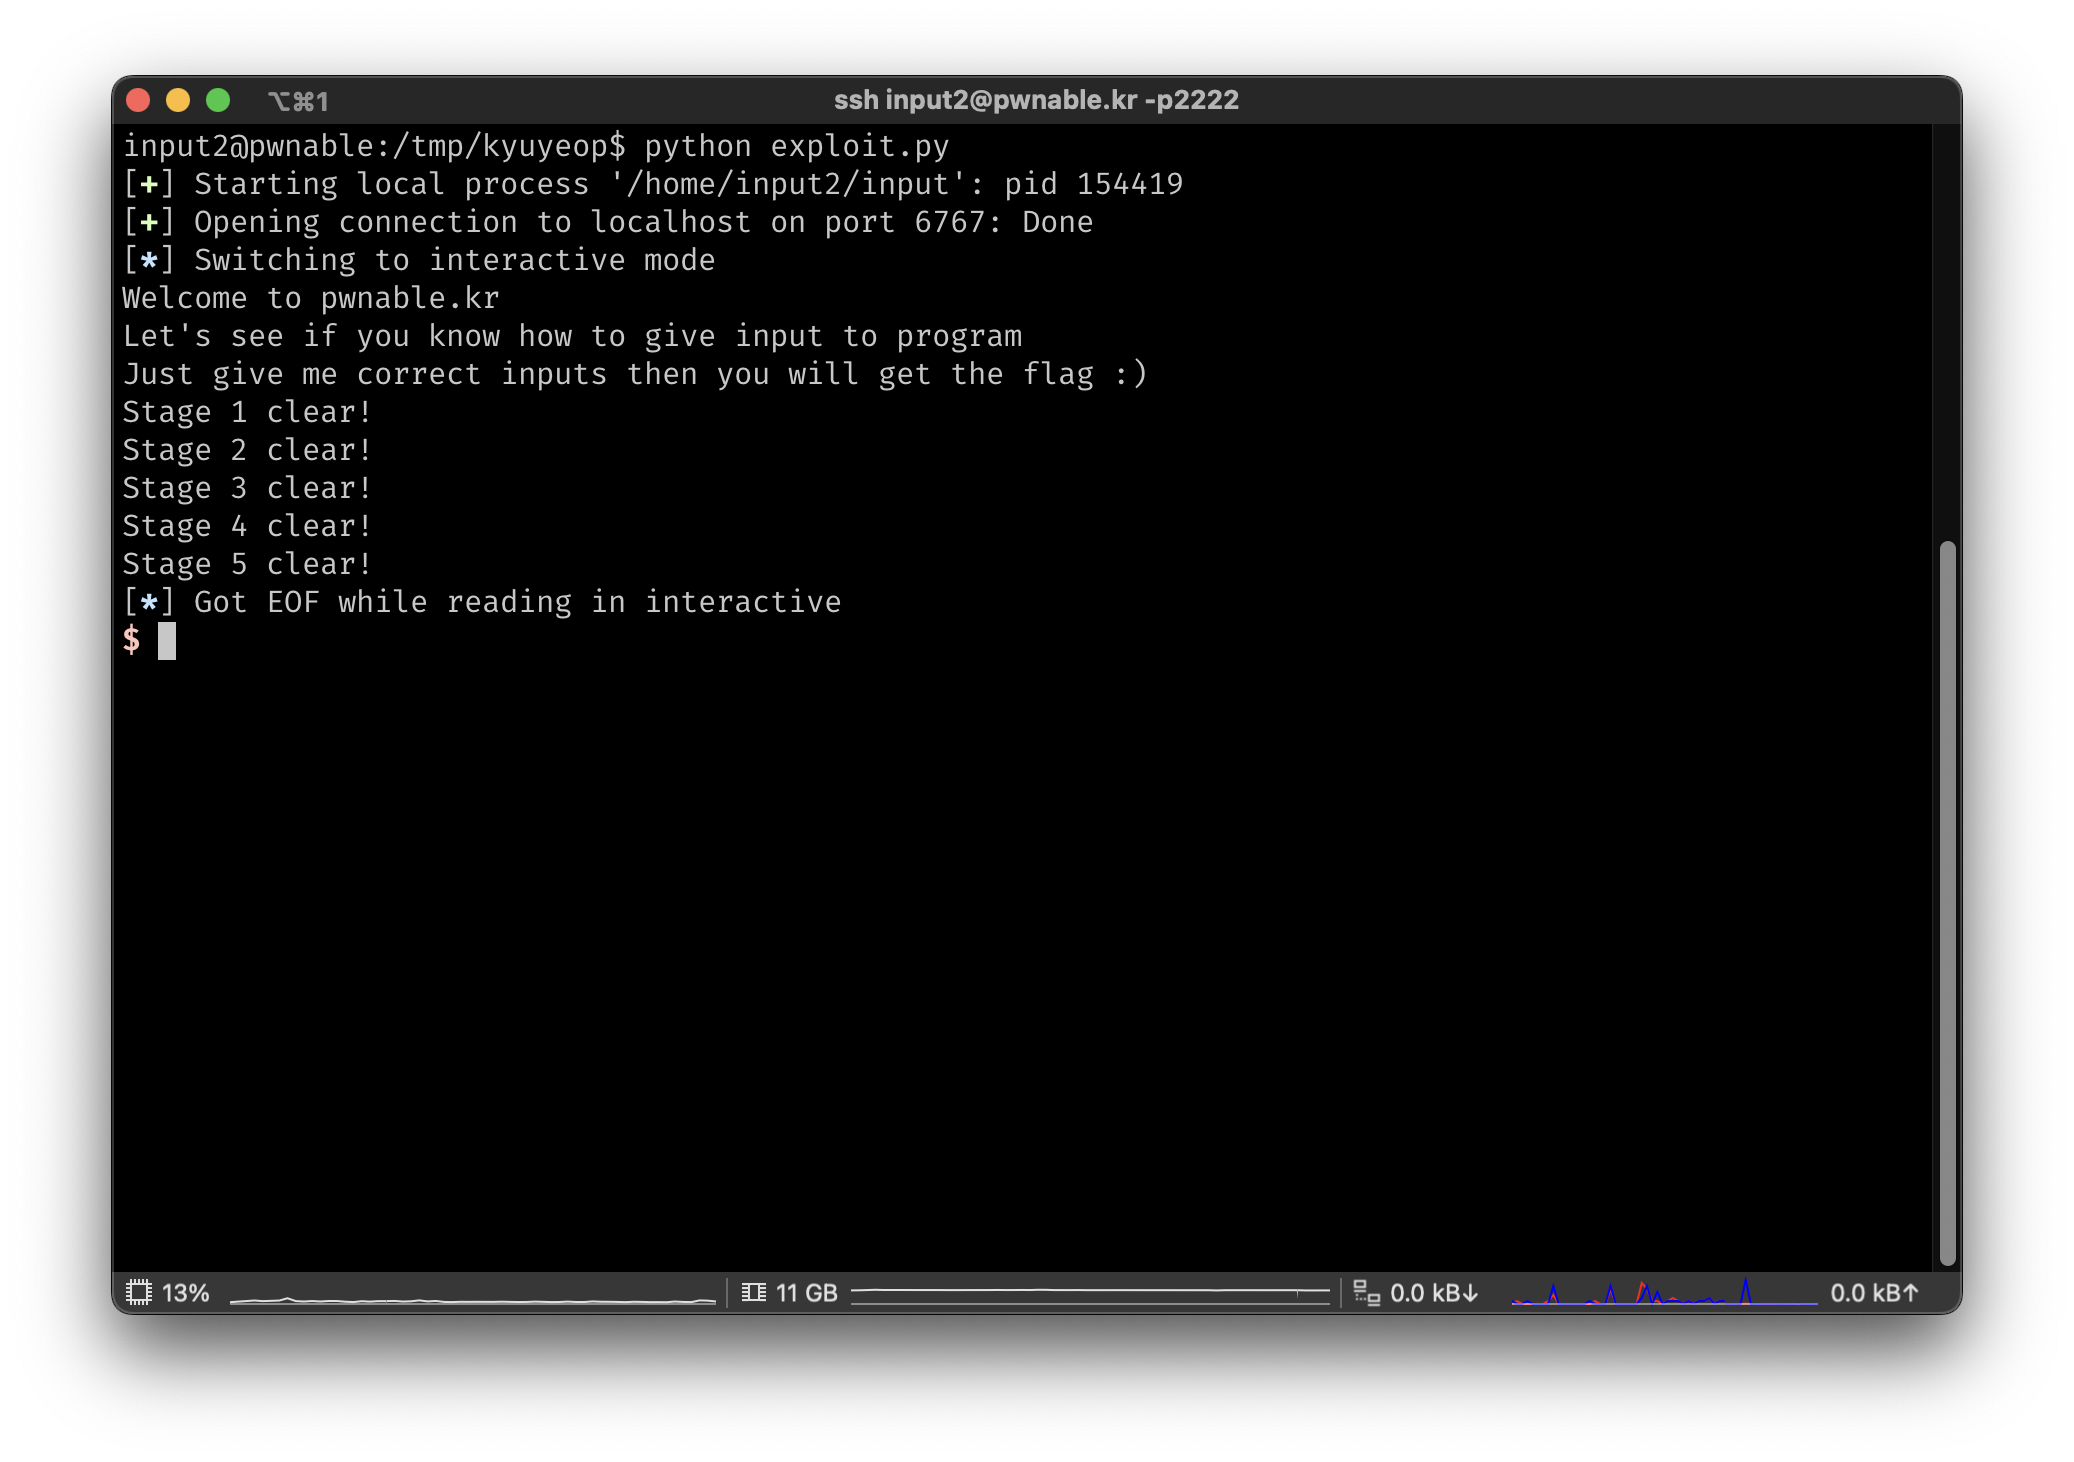 ⌥⌘1 ssh input2@pwnable.kr -p2222
input2@pwnable:/tmp/kyuyeop$ python exploit.py
[+] Starting local process '/home/input2/input': pid 154419
[+] Opening connection to localhost on port 6767: Done
[*] Switching to interactive mode
Welcome to pwnable.kr
Let's see if you know how to give input to program
Just give me correct inputs then you will get the flag :)
Stage 1 clear!
Stage 2 clear!
Stage 3 clear!
Stage 4 clear!
Stage 5 clear!
[*] Got EOF while reading in interactive
$
13% 11 GB 0.0 kB↓ 0.0 kB↑